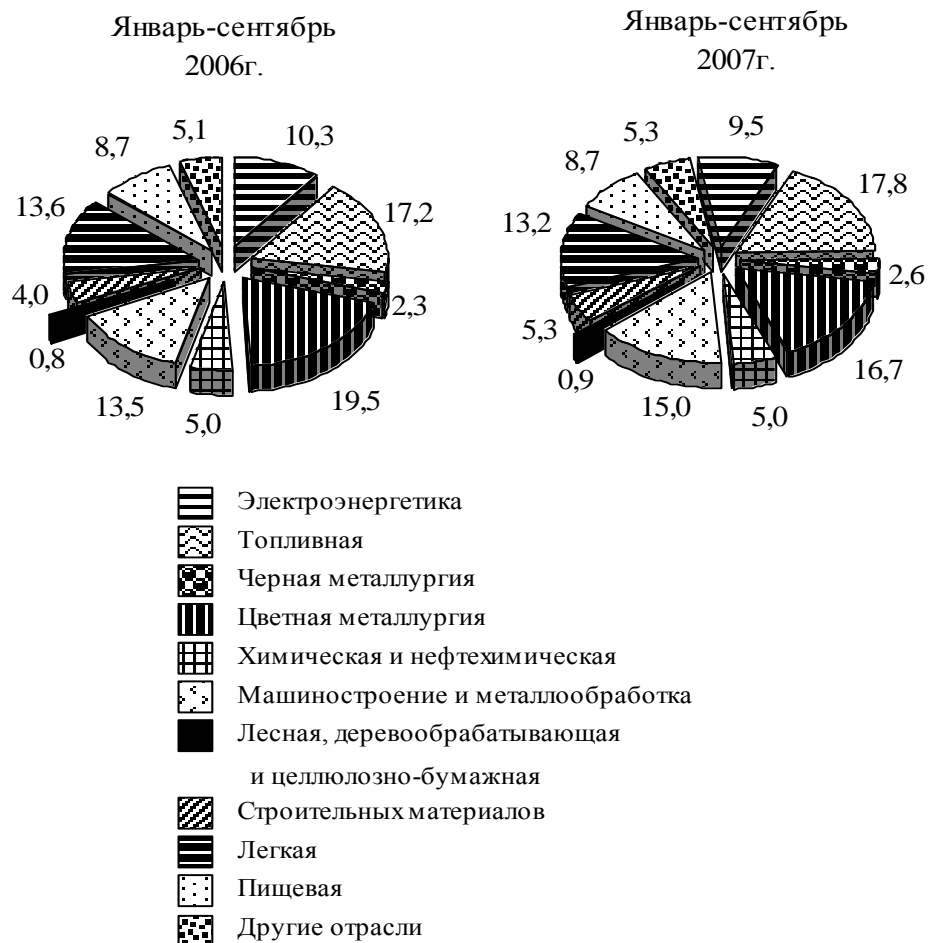 Январь-сентябрь
2006г.
Январь-сентябрь
2007г.
5,1
10,3
8,7
17,2
13,6
2,3
4,0
0,8
19,5
13,5
5,0
5,3
9,5
8,7
17,8
13,2
2,6
5,3
0,9
16,7
15,0
5,0
Электроэнергетика
Топливная
Черная металлургия
Цветная металлургия
Химическая и нефтехимическая
Машиностроение и металлообработка
Лесная, деревообрабатывающая
и целлюлозно-бумажная
Строительных материалов
Легкая
Пищевая
Другие отрасли